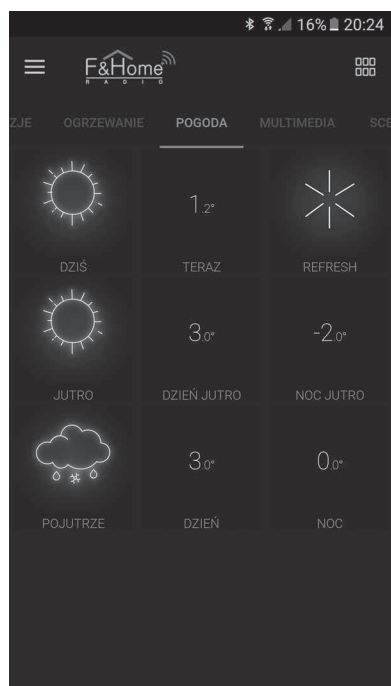 16% 20:24
F&Home
RADIO
ZJE OGRZEWANIE POGODA MULTIMEDIA SCE
1.2°
DZIŚ TERAZ REFRESH
3.0° -2.0°
JUTRO DZIEŃ JUTRO NOC JUTRO
3.0° 0.0°
POJUTRZE DZIEŃ NOC